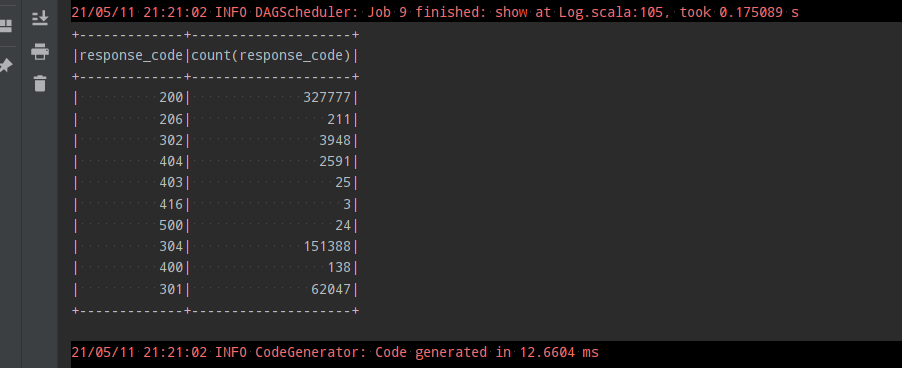 21/05/11 21:21:02 INFO DAGScheduler: Job 9 finished: show at Log.scala:105, took 0.175089 s
+-------------+--------------------+
|response_code|count(response_code)|
+-------------+--------------------+
|          200|              327777|
|          206|                 211|
|          302|                3948|
|          404|                2591|
|          403|                  25|
|          416|                   3|
|          500|                  24|
|          304|              151388|
|          400|                 138|
|          301|               62047|
+-------------+--------------------+
21/05/11 21:21:02 INFO CodeGenerator: Code generated in 12.6604 ms